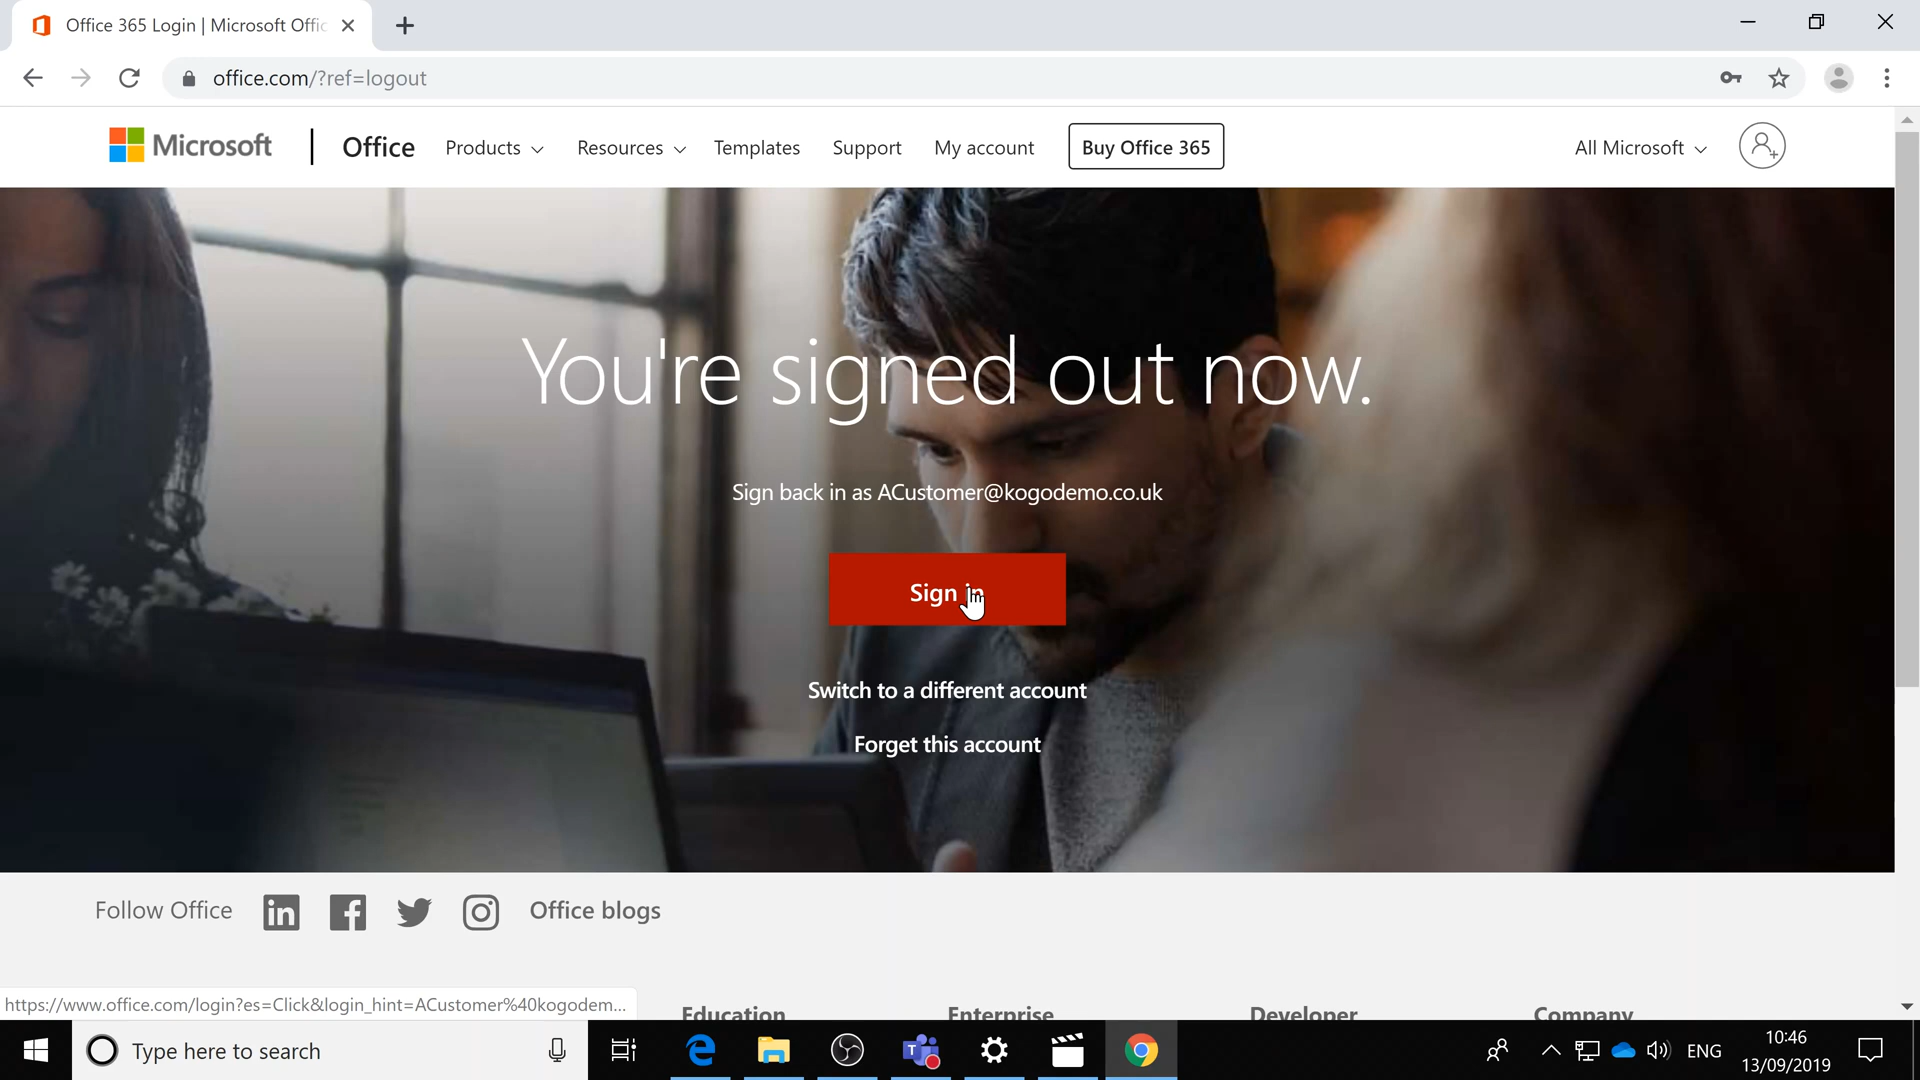 Office 365 Login | Microsoft Offic
office.com/?ref=logout
Microsoft
Office
Products
Resources
Templates
Support
My account
Buy Office 365
All Microsoft
You're signed out now.
Sign back in as ACustomer@kogodemo.co.uk
Sign in
Switch to a different account
Forget this account
Follow Office
Office blogs
https://www.office.com/login?es=Click&login_hint=ACustomer%40kogodem...
Education
Enterprise
Developer
Company
Type here to search
ENG
10:46
13/09/2019